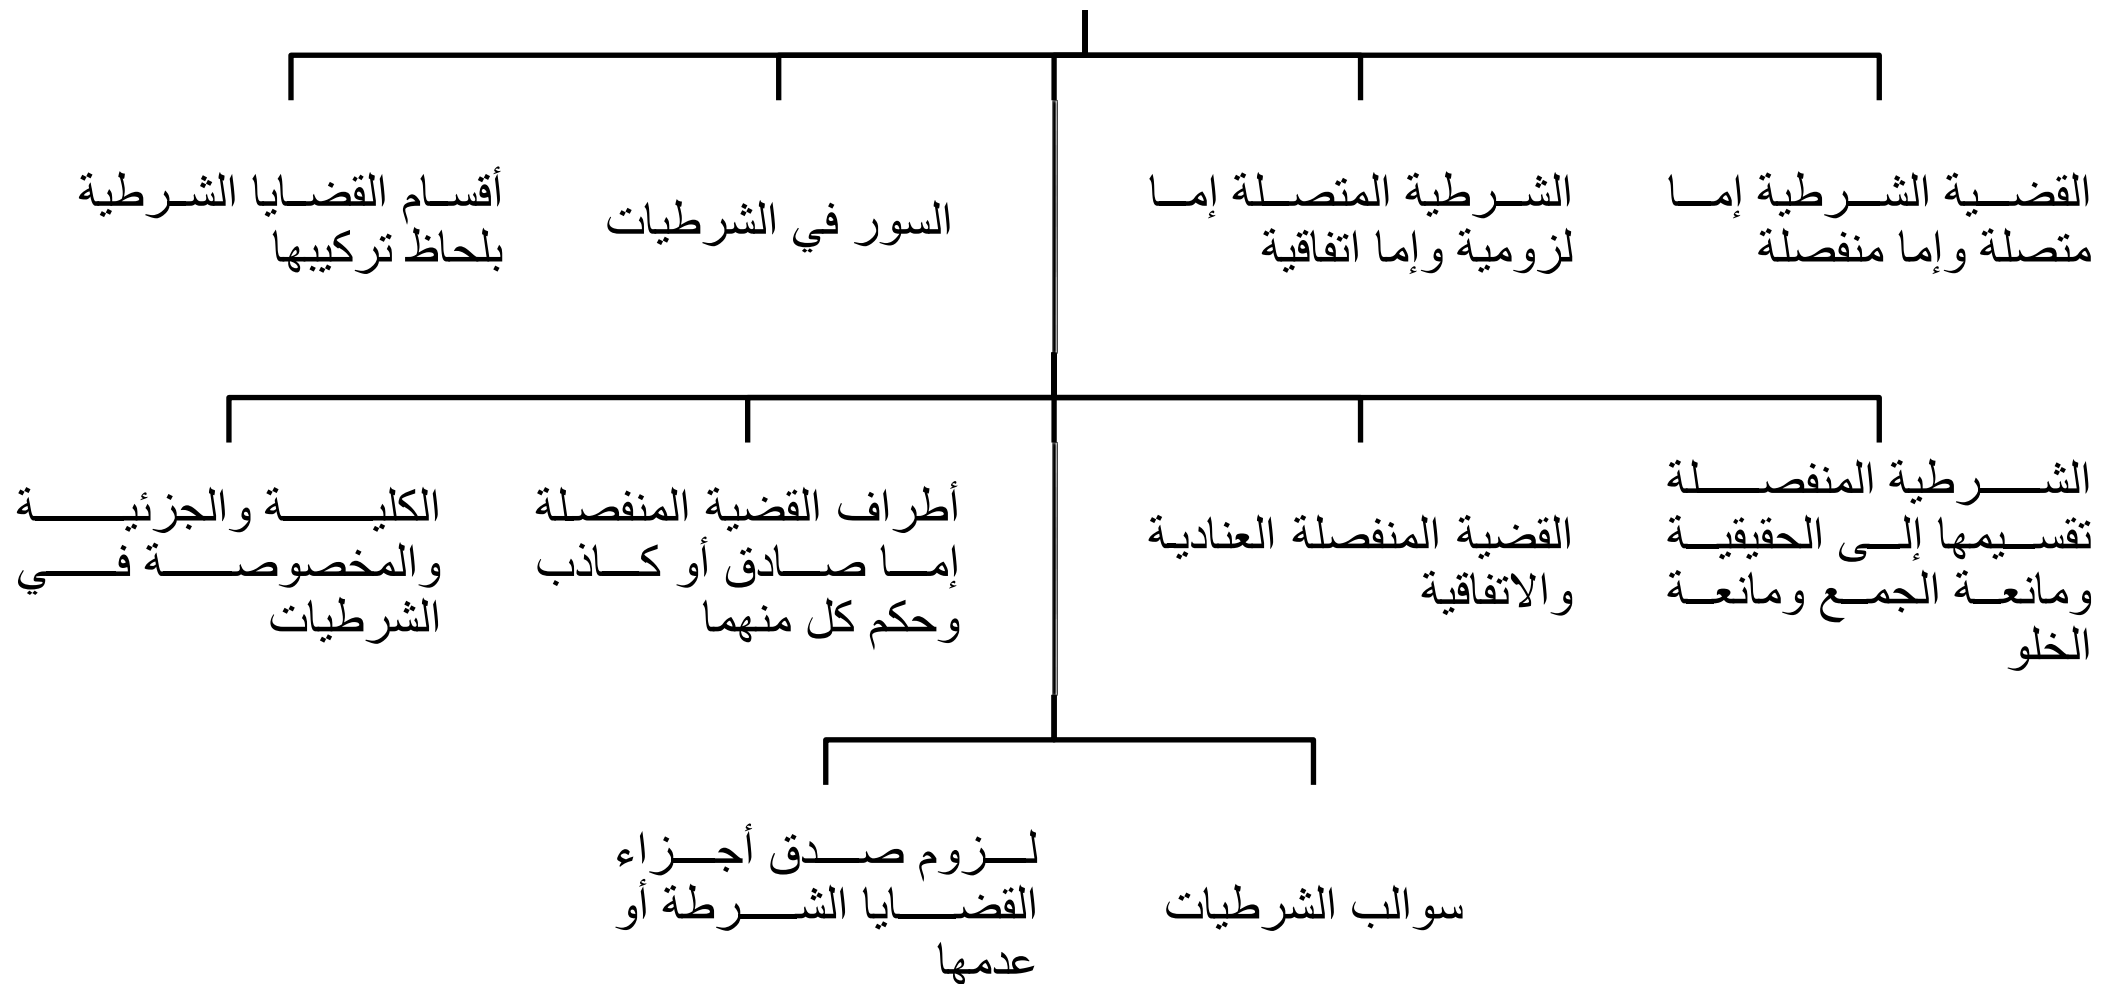 القضية الشرطية إما
متصلة وإما منفصلة
الشرطية المتصلة إما
لزومية وإما اتفاقية
السور في الشرطيات
أقسام القضايا الشرطية
بلحاظ تركيبها
الشرطية المنفصلة
تقسيمها إلى الحقيقية
ومانعة الجمع ومانعة
الخلو
القضية المنفصلة العنادية
والاتفاقية
أطراف القضية المنفصلة
إما صادق أو كاذب
وحكم كل منهما
الكلية والجزئية
والمخصوصة في
الشرطيات
سوالب الشرطيات
لزوم صدق أجزاء
القضايا الشرطة أو
عدمها